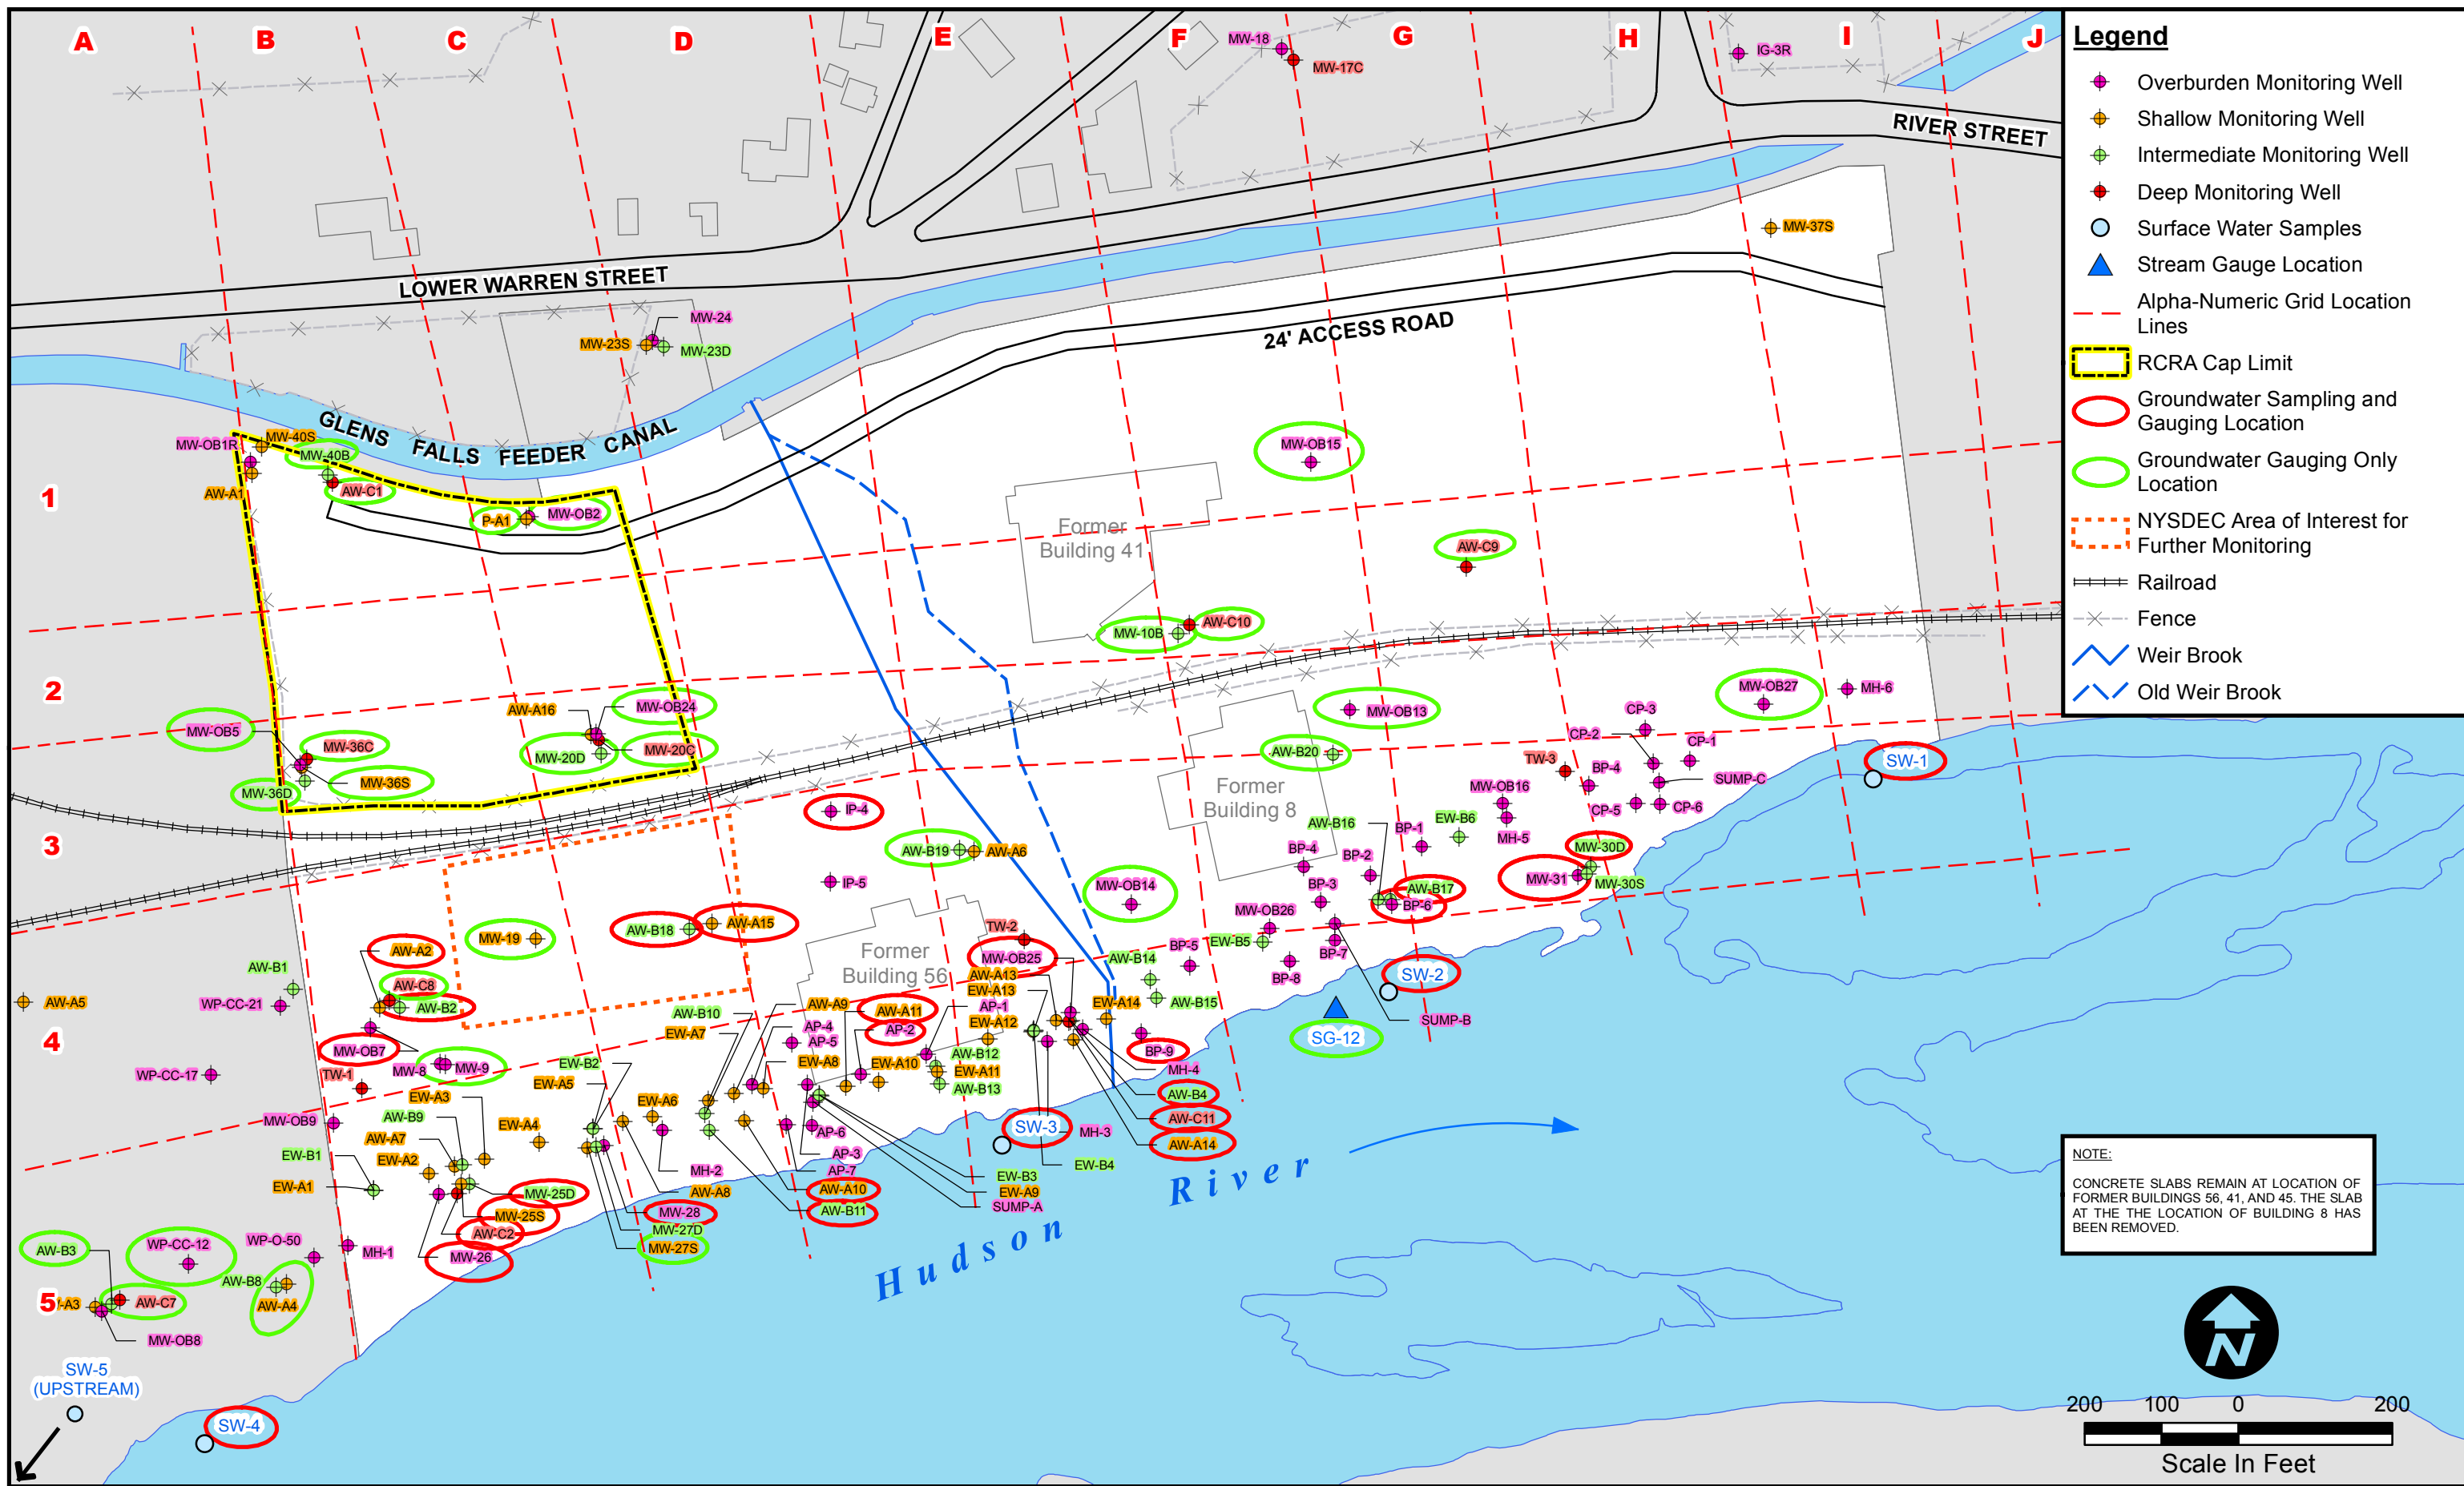 A
B
C
D
E
F
G
H
I
J
1
2
3
4
5
MW-18
MW-17C
IG-3R
RIVER STREET
MW-37S
LOWER WARREN STREET
MW-24
MW-23S
MW-23D
24' ACCESS ROAD
GLENS FALLS FEEDER CANAL
MW-OB1R
MW-40S
MW-40B
AW-C1
AW-A1
P-A1
MW-OB2
MW-OB15
Former
Building 41
AW-C9
MW-10B
AW-C10
MW-OB5
MW-36C
MW-36S
MW-36D
AW-A16
MW-OB24
MW-20D
MW-20C
MW-OB13
AW-B20
MW-OB27
MH-6
CP-3
CP-2
CP-1
TW-3
BP-4
SUMP-C
SW-1
MW-OB16
CP-5
CP-6
MH-5
IP-4
Former
Building 8
AW-B16
BP-1
EW-B6
AW-B19
AW-A6
BP-4
BP-2
MW-30D
MW-31
MW-30S
IP-5
MW-OB14
BP-3
AW-B17
BP-6
MW-OB26
AW-B18
AW-A15
MW-19
AW-A2
Former
Building 56
TW-2
MW-OB25
BP-5
EW-B5
BP-7
AW-B14
BP-8
SW-2
AW-B1
AW-C8
AW-B2
AW-A5
WP-CC-21
AW-A13
EW-A13
AP-1
EW-A12
EW-A14
AW-B15
AW-A9
AW-A11
AP-2
AW-B10
EW-A7
AP-4
AP-5
SUMP-B
SG-12
MW-OB7
MW-8
MW-9
TW-1
WP-CC-17
EW-B2
EW-A5
EW-A8
EW-A10
AW-B12
EW-A11
AW-B13
BP-9
MH-4
AW-B4
AW-C11
AW-A14
EW-A3
AW-B9
MW-OB9
AW-A7
EW-A4
EW-A6
EW-A2
EW-B1
EW-A1
AP-6
AP-3
AP-7
SW-3
MH-3
EW-B4
MH-2
AW-A8
AW-A10
AW-B11
EW-B3
EW-A9
SUMP-A
MW-25D
MW-25S
AW-C2
MW-26
MW-28
MW-27D
MW-27S
Hudson River
AW-B3
WP-CC-12
WP-O-50
MH-1
AW-B8
AW-A4
AW-C7
MW-OB8
SW-5
(UPSTREAM)
SW-4
Legend
Overburden Monitoring Well
Shallow Monitoring Well
Intermediate Monitoring Well
Deep Monitoring Well
Surface Water Samples
Stream Gauge Location
Alpha-Numeric Grid Location
Lines
RCRA Cap Limit
Groundwater Sampling and
Gauging Location
Groundwater Gauging Only
Location
NYSDEC Area of Interest for
Further Monitoring
Railroad
Fence
Weir Brook
Old Weir Brook
NOTE:
CONCRETE SLABS REMAIN AT LOCATION OF
FORMER BUILDINGS 56, 41, AND 45. THE SLAB
AT THE THE LOCATION OF BUILDING 8 HAS
BEEN REMOVED.
N
200 100 0 200
Scale In Feet